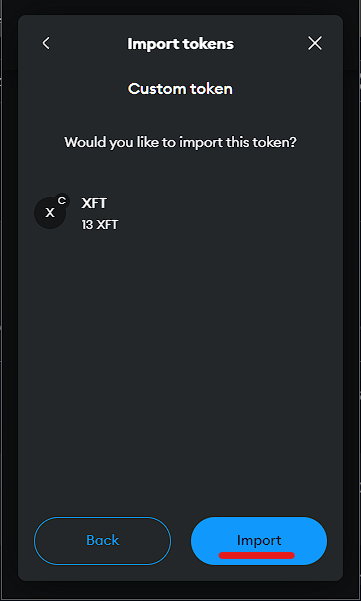 Import tokens
Custom token
Would you like to import this token?
X
C
XFT
13 XFT
Back
Import